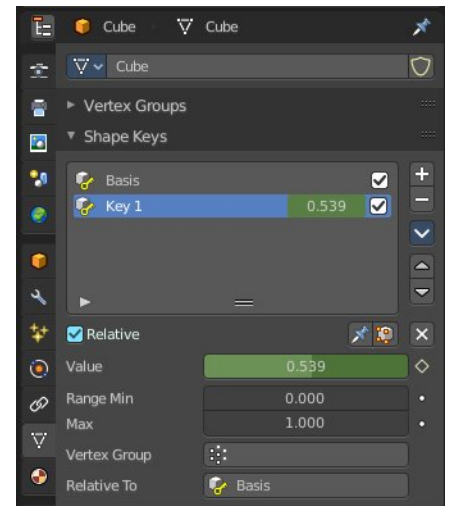 Cube Cube
Cube
Vertex Groups
Shape Keys
Basis
Key 1 0.539
Relative
Value 0.539
Range Min 0.000
Max 1.000
Vertex Group
Relative To Basis